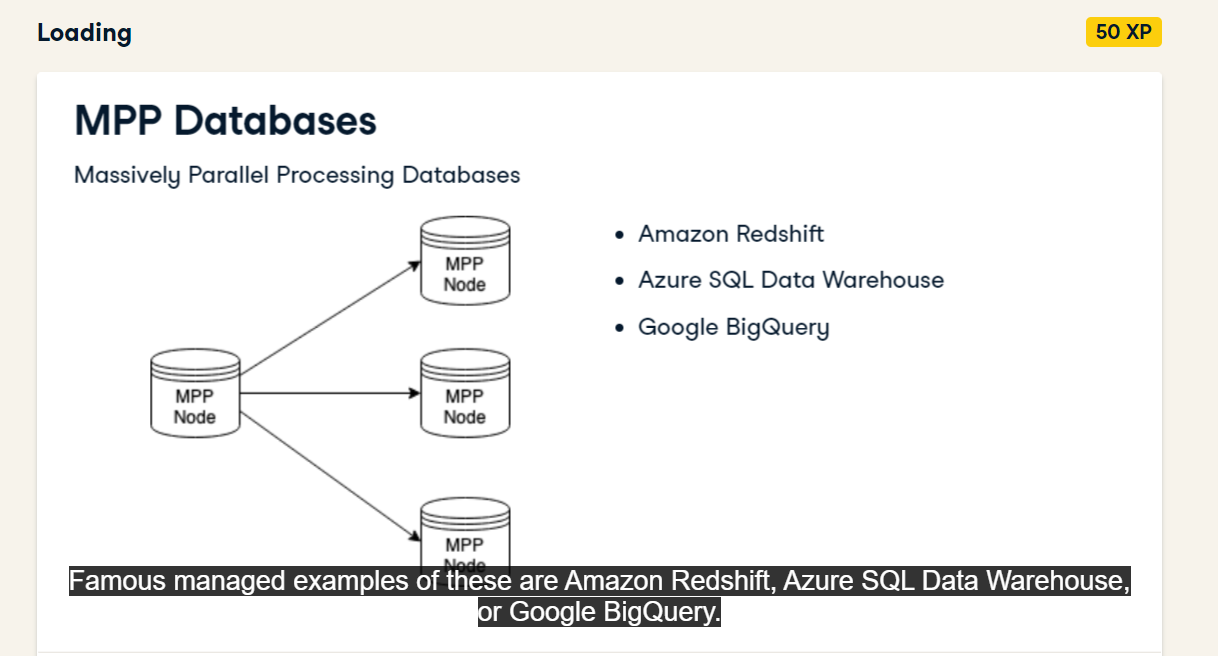 Loading
50 XP
MPP Databases
Massively Parallel Processing Databases
MPP
Node
Amazon Redshift
Azure SQL Data Warehouse
Google BigQuery
MPP
Node
MPP
Node
MPP
Node
Famous managed examples of these are Amazon Redshift, Azure SQL Data Warehouse,
or Google BigQuery.